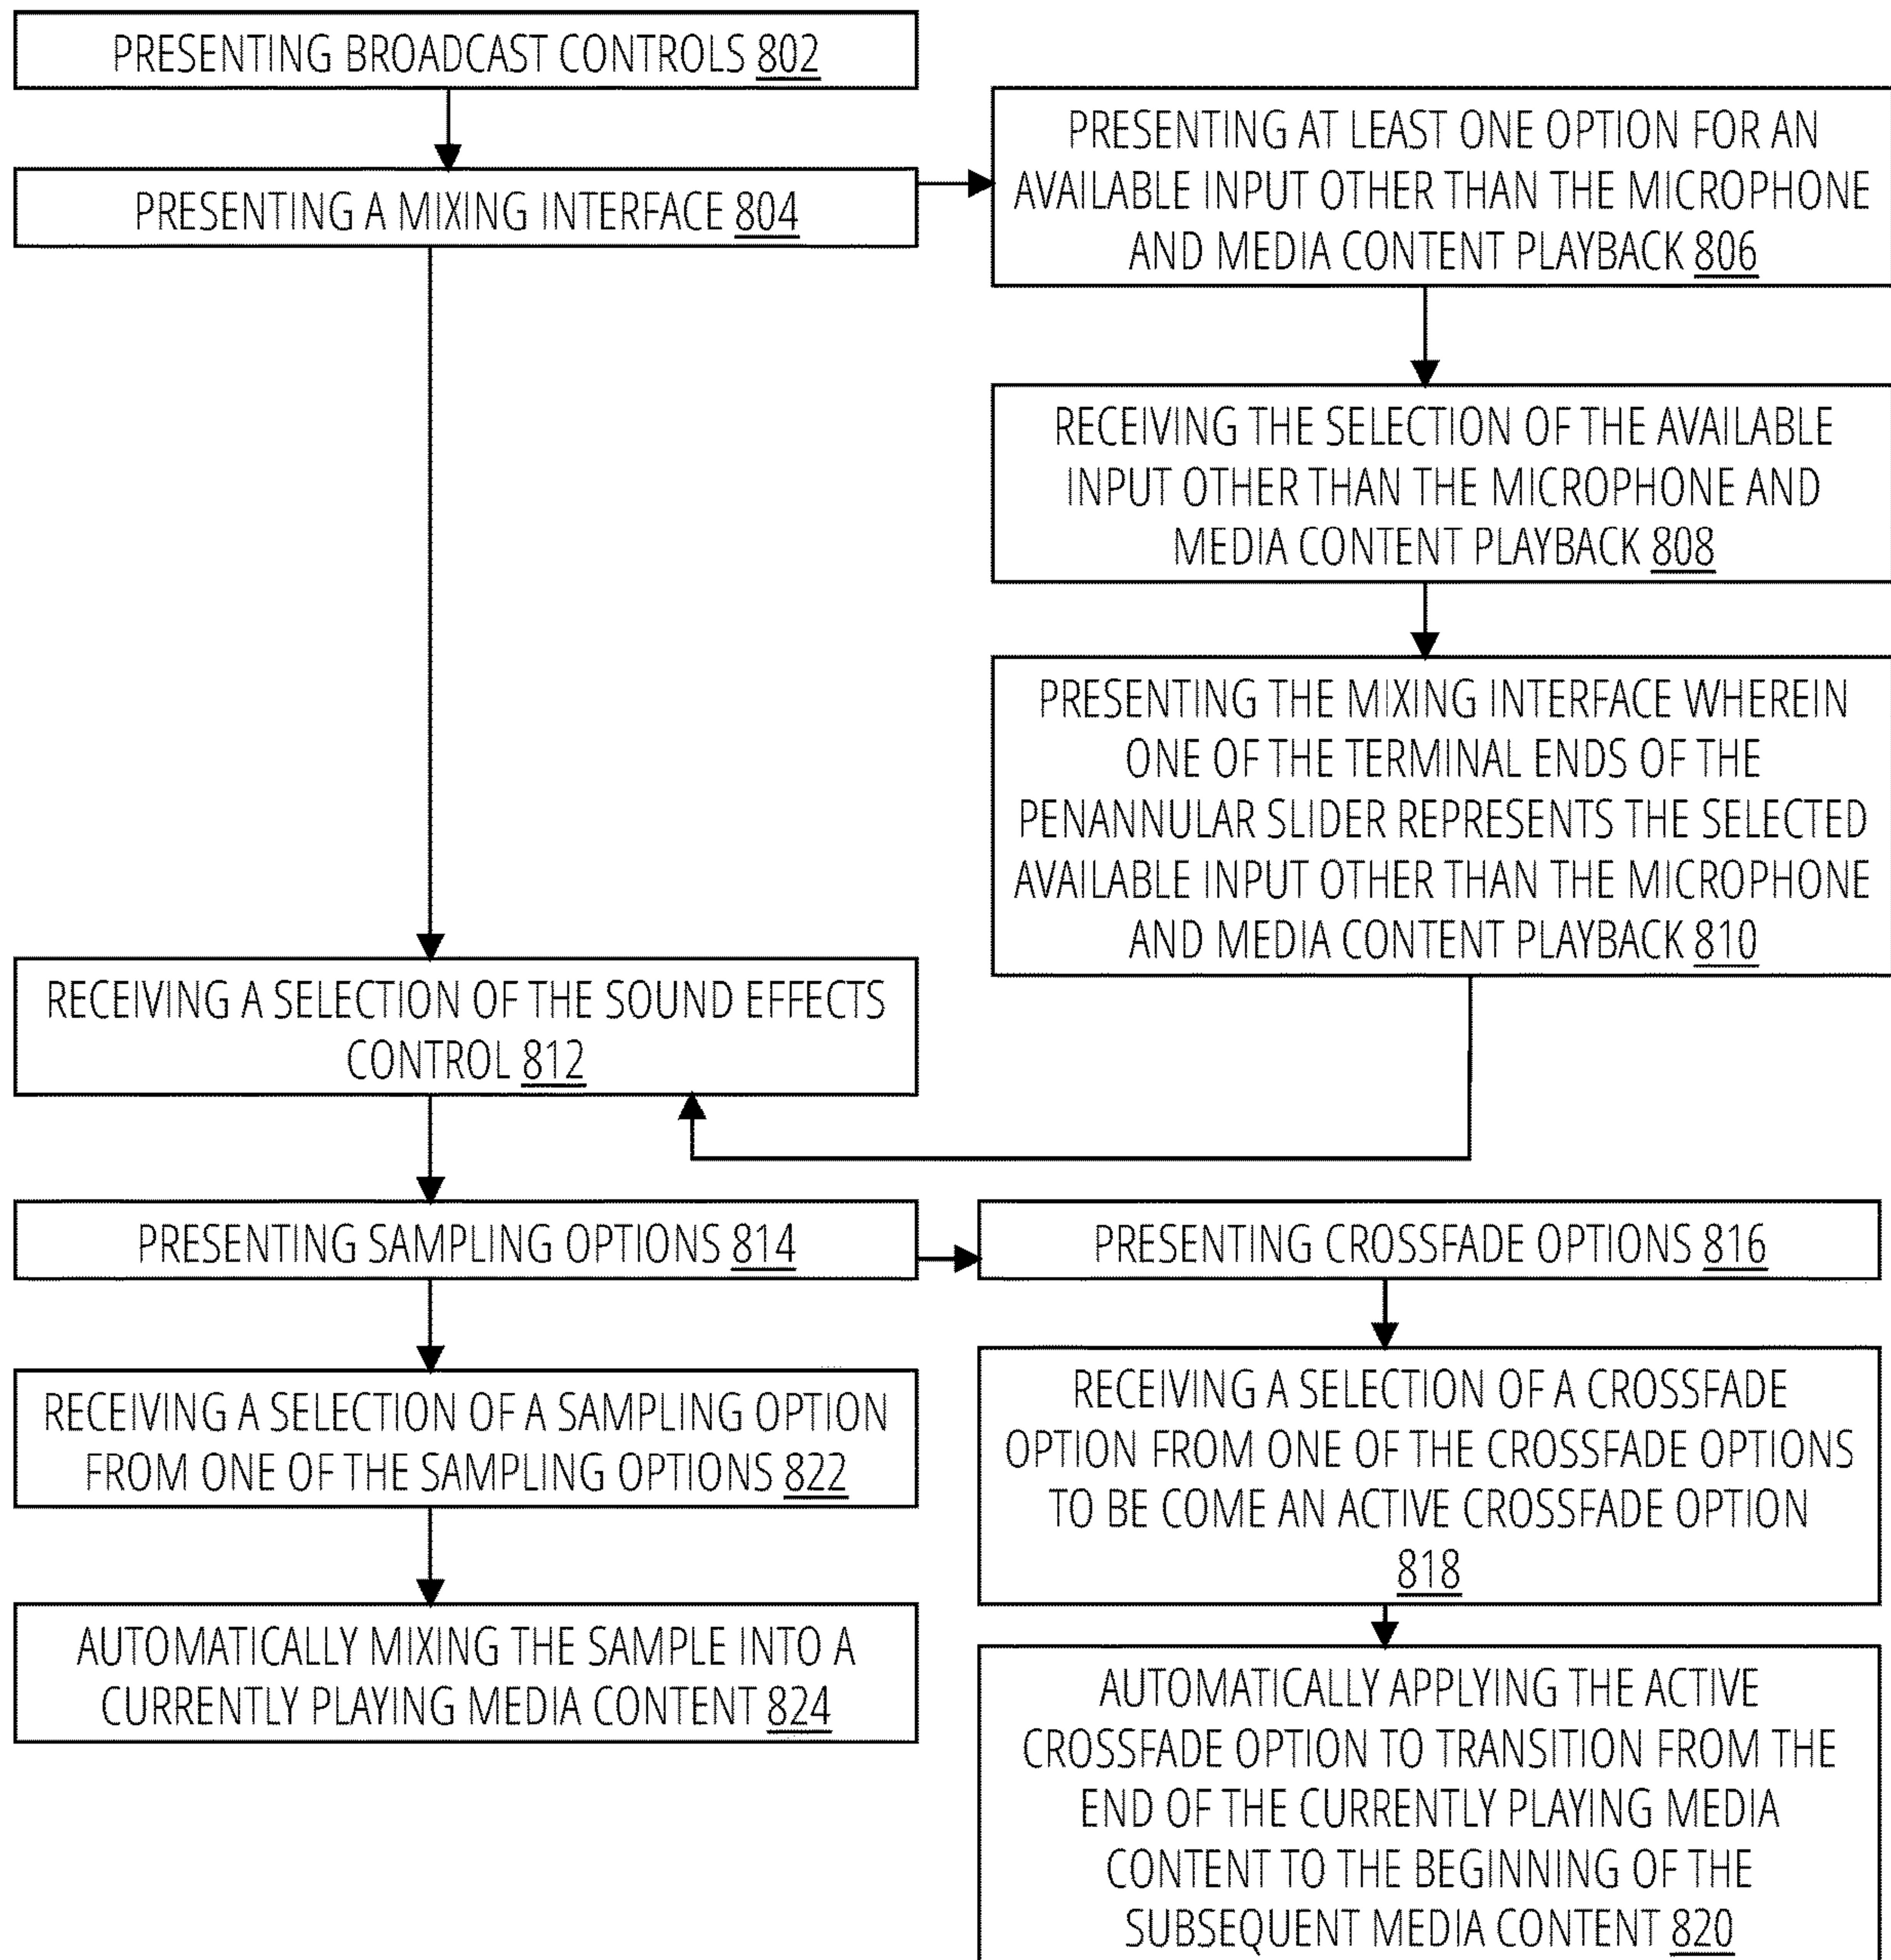 PRESENTING BROADCAST CONTROLS 802
PRESENTING A MIXING INTERFACE 804
PRESENTING AT LEAST ONE OPTION FOR AN
AVAILABLE INPUT OTHER THAN THE MICROPHONE
AND MEDIA CONTENT PLAYBACK 806
RECEIVING THE SELECTION OF THE AVAILABLE
INPUT OTHER THAN THE MICROPHONE AND
MEDIA CONTENT PLAYBACK 808
PRESENTING THE MIXING INTERFACE WHEREIN
ONE OF THE TERMINAL ENDS OF THE
PENANNULAR SLIDER REPRESENTS THE SELECTED
AVAILABLE INPUT OTHER THAN THE MICROPHONE
AND MEDIA CONTENT PLAYBACK 810
RECEIVING A SELECTION OF THE SOUND EFFECTS
CONTROL 812
PRESENTING SAMPLING OPTIONS 814
PRESENTING CROSSFADE OPTIONS 816
RECEIVING A SELECTION OF A CROSSFADE
OPTION FROM ONE OF THE CROSSFADE OPTIONS
TO BE COME AN ACTIVE CROSSFADE OPTION
818
AUTOMATICALLY APPLYING THE ACTIVE
CROSSFADE OPTION TO TRANSITION FROM THE
END OF THE CURRENTLY PLAYING MEDIA
CONTENT TO THE BEGINNING OF THE
SUBSEQUENT MEDIA CONTENT 820
RECEIVING A SELECTION OF A SAMPLING OPTION
FROM ONE OF THE SAMPLING OPTIONS 822
AUTOMATICALLY MIXING THE SAMPLE INTO A
CURRENTLY PLAYING MEDIA CONTENT 824